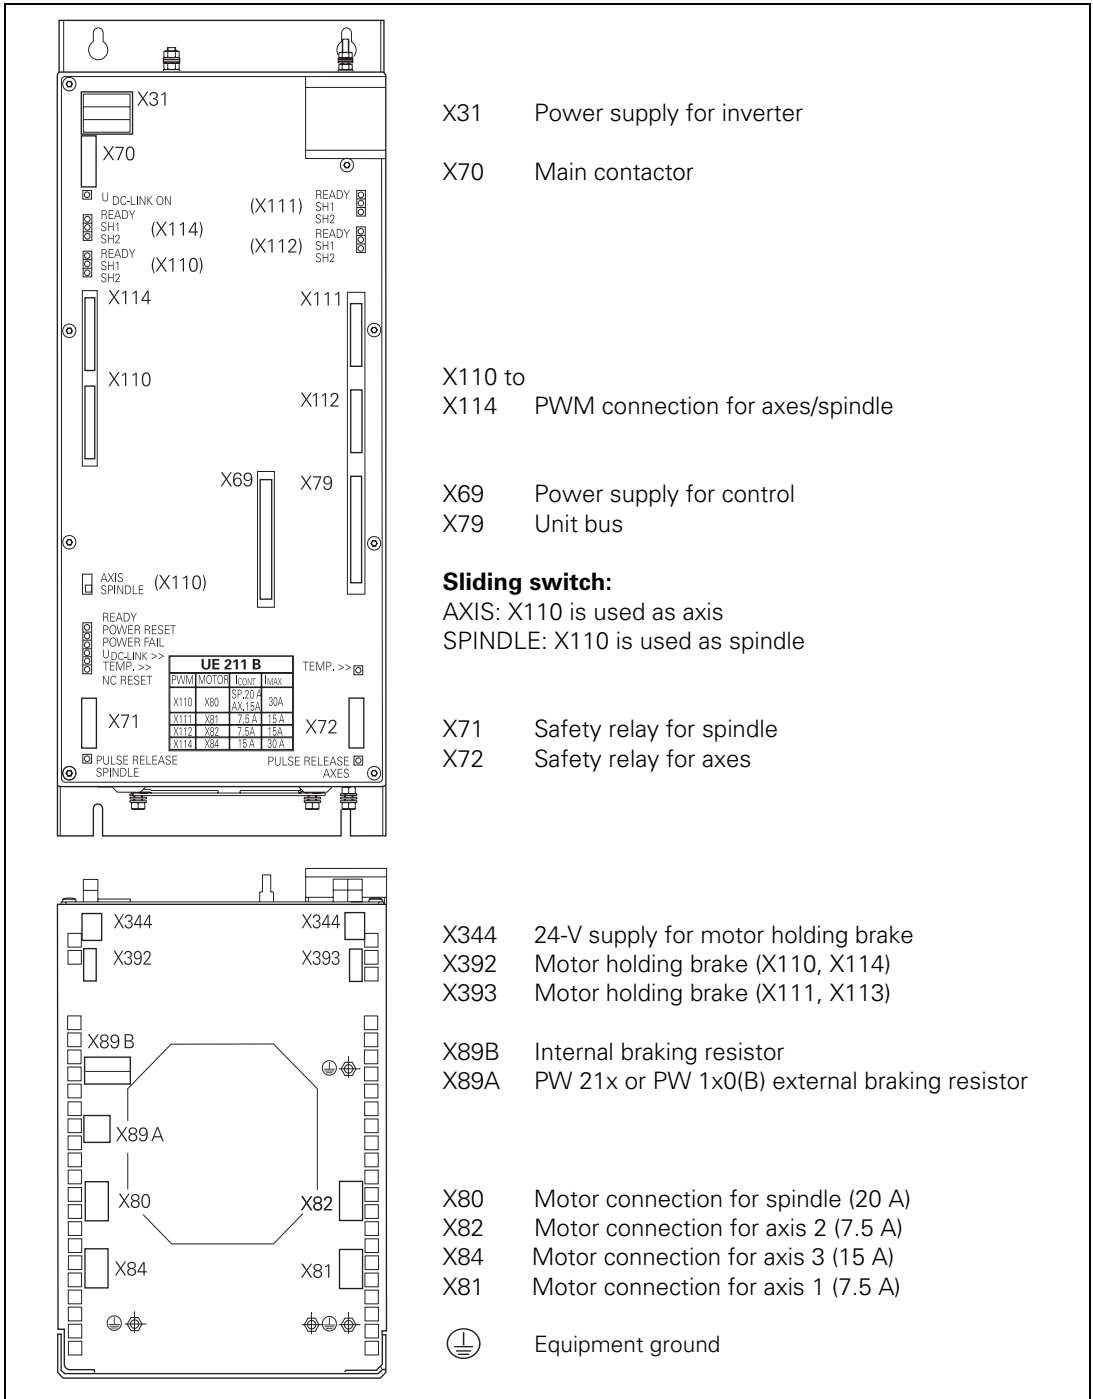 X31
X70
U DC-LINK ON
READY
SH1
SH2
(X114)
READY
SH1
SH2
(X110)
(X111)
READY
SH1
SH2
(X112)
READY
SH1
SH2
X114
X111
X110
X112
X69
X79
AXIS
SPINDLE
(X110)
READY
POWER RESET
POWER FAIL
UDC-LINK >>
TEMP. >>
NC RESET
UE 211 B
PWM MOTOR ICONT IMAX
X110 X80 SP.20 A AX.15A 30A
X111 X81 7,5 A 15 A
X112 X82 7,5A 15A
X114 X84 15 A 30 A
TEMP. >>
X71
X72
PULSE RELEASE
SPINDLE
PULSE RELEASE
AXES
X31 Power supply for inverter
X70 Main contactor
X110 to
X114 PWM connection for axes/spindle
X69 Power supply for control
X79 Unit bus
Sliding switch:
AXIS: X110 is used as axis
SPINDLE: X110 is used as spindle
X71 Safety relay for spindle
X72 Safety relay for axes
X344
X344
X392
X393
X89B
X89A
X80
X82
X84
X81
X344 24-V supply for motor holding brake
X392 Motor holding brake (X110, X114)
X393 Motor holding brake (X111, X113)
X89B Internal braking resistor
X89A PW 21x or PW 1x0(B) external braking resistor
X80 Motor connection for spindle (20 A)
X82 Motor connection for axis 2 (7.5 A)
X84 Motor connection for axis 3 (15 A)
X81 Motor connection for axis 1 (7.5 A)
Equipment ground